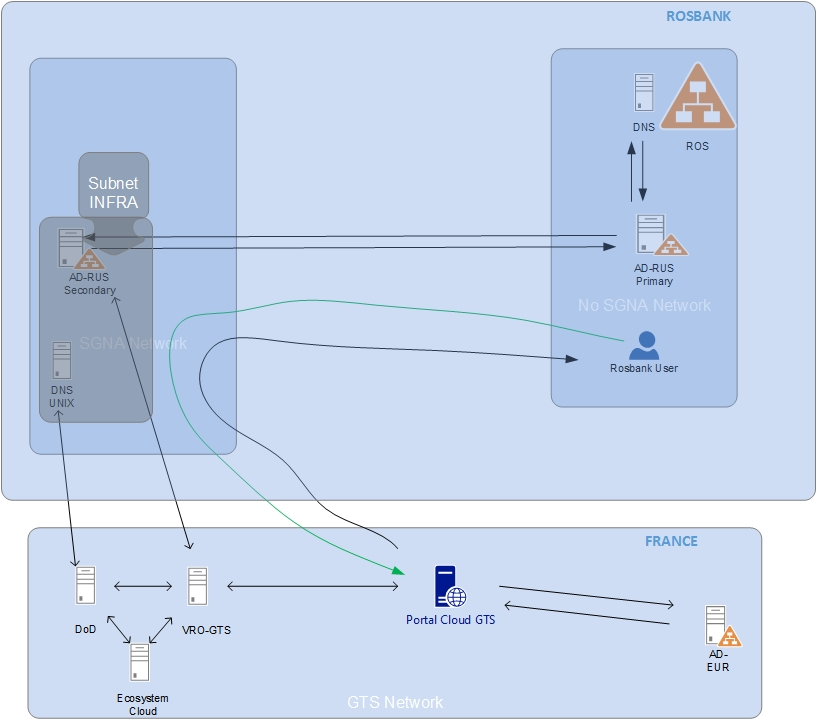 ROSBANK
DNS
ROS
Subnet
INFRA
AD-RUS
Secondary
AD-RUS
Primary
No SGNA Network
SGNA Network
Rosbank User
DNS
UNIX
FRANCE
DoD
VRO-GTS
Portal Cloud GTS
AD-
EUR
Ecosystem
Cloud
GTS Network